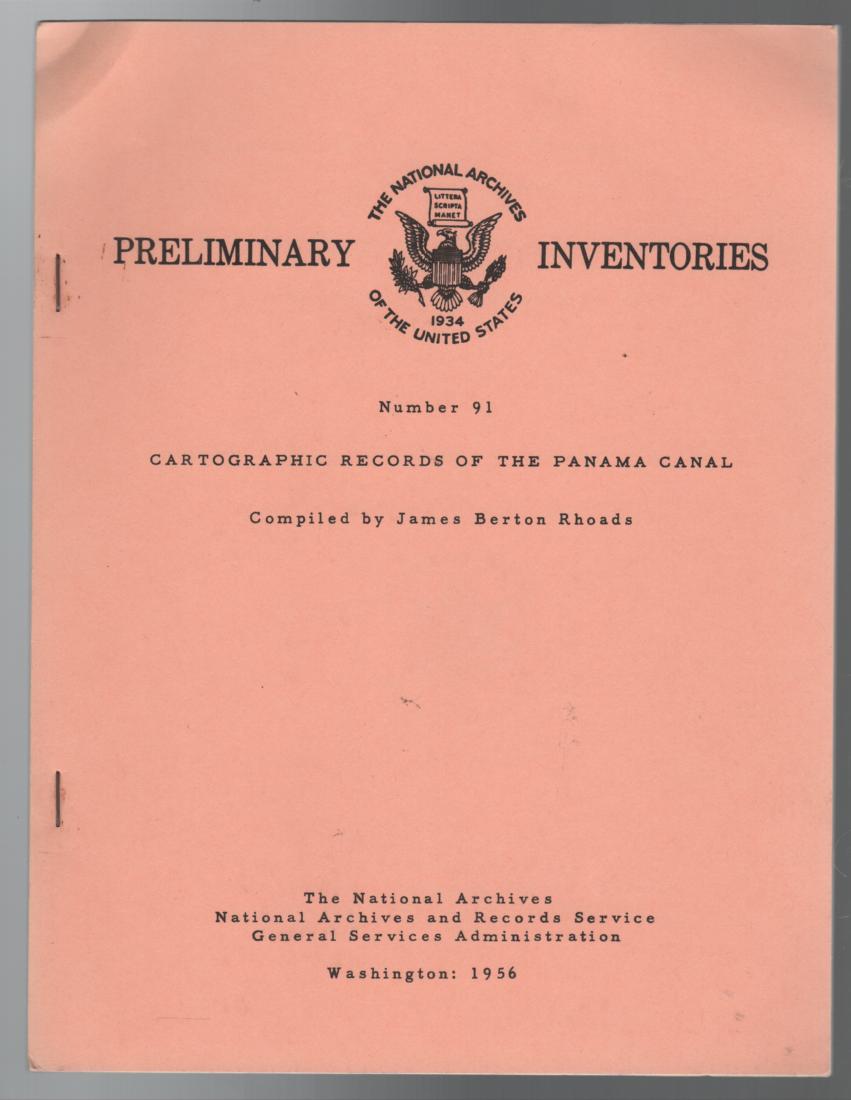 THE NATIONAL ARCHIVES
LITTERA
SCRIPTA
MANET
PRELIMINARY INVENTORIES
1934
OF THE UNITED STATES
Number 91
CARTOGRAPHIC RECORDS OF THE PANAMA CANAL
Compiled by James Berton Rhoads
The National Archives
National Archives and Records Service
General Services Administration
Washington: 1956